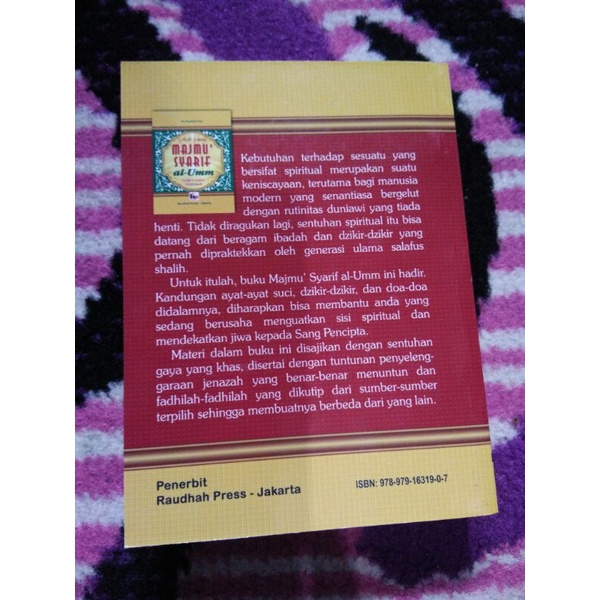 MAJMU'
SYARIF
al-Umm
Kebutuhan terhadap sesuatu yang
bersifat spiritual merupakan suatu
keniscayaan, terutama bagi manusia
modern yang senantiasa bergelut
dengan rutinitas duniawi yang tiada
henti. Tidak diragukan lagi, sentuhan spiritual itu bisa
datang dari beragam ibadah dan dzikir-dzikir yang
pernah dipraktekkan oleh generasi ulama salafus
shalih.
Untuk itulah, buku Majmu' Syarif al-Umm ini hadir.
Kandungan ayat-ayat suci, dzikir-dzikir, dan doa-doa
didalamnya, diharapkan bisa membantu anda yang
sedang berusaha menguatkan sisi spiritual dan
mendekatkan jiwa kepada Sang Pencipta.
Materi dalam buku ini disajikan dengan sentuhan
gaya yang khas, disertai dengan tuntunan penyeleng-
garaan jenazah yang benar-benar menuntun dan
fadhilah-fadhilah yang dikutip dari sumber-sumber
terpilih sehingga membuatnya berbeda dari yang lain.
Penerbit
Raudhah Press - Jakarta
ISBN: 978-979-16319-0-7